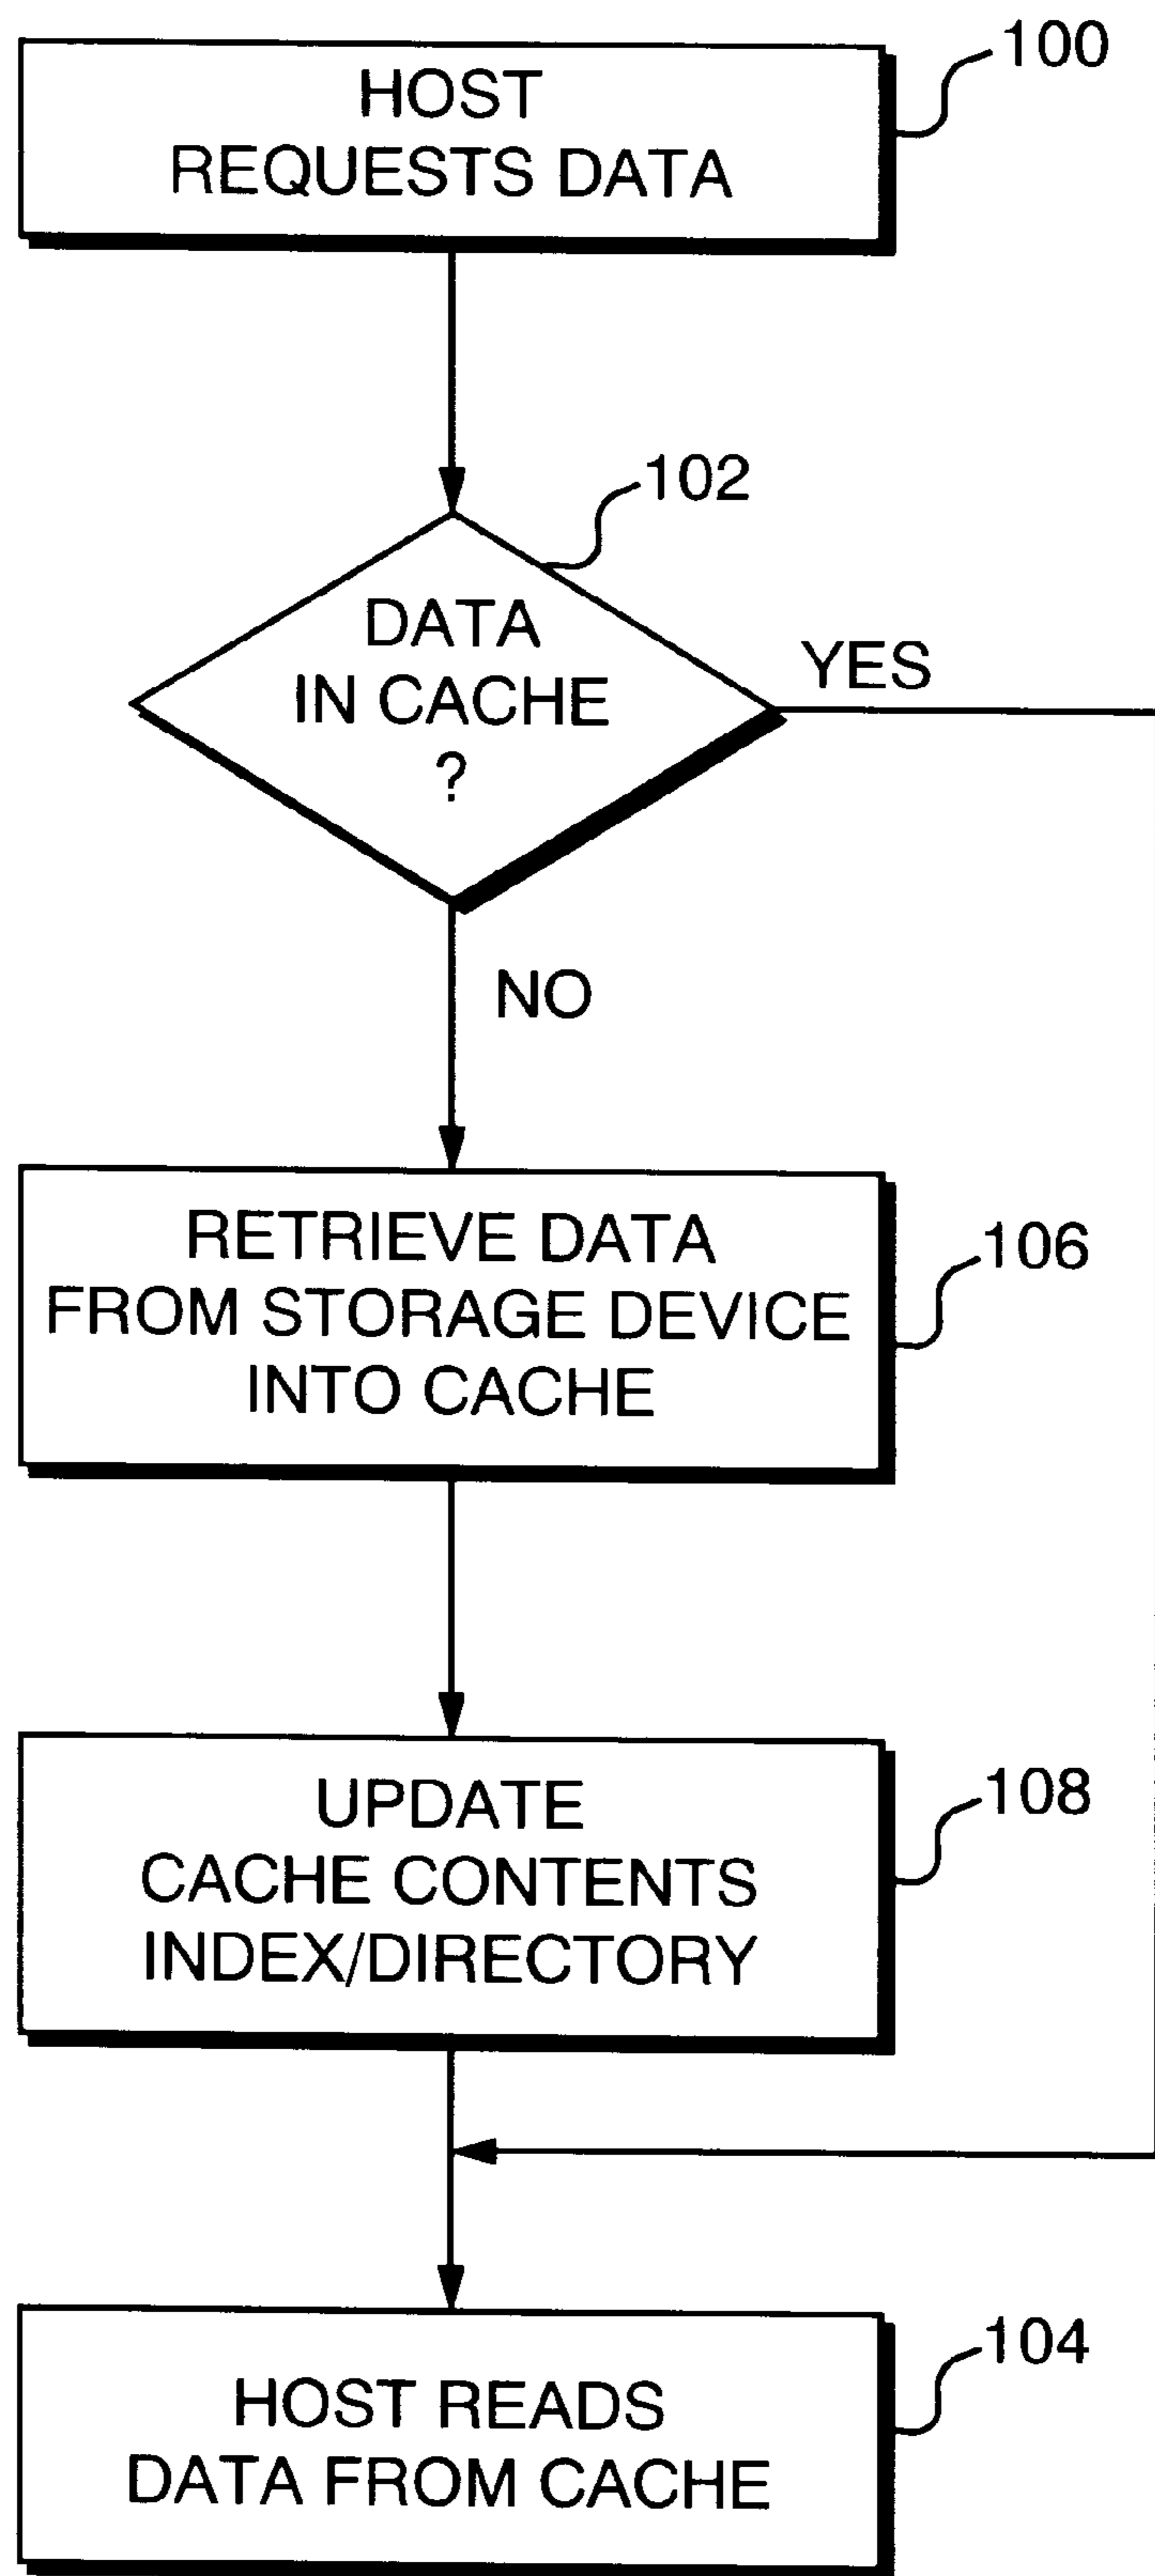 100
HOST
REQUESTS DATA
102
DATA
IN CACHE
?
YES
NO
106
RETRIEVE DATA
FROM STORAGE DEVICE
INTO CACHE
108
UPDATE
CACHE CONTENTS
INDEX/DIRECTORY
104
HOST READS
DATA FROM CACHE